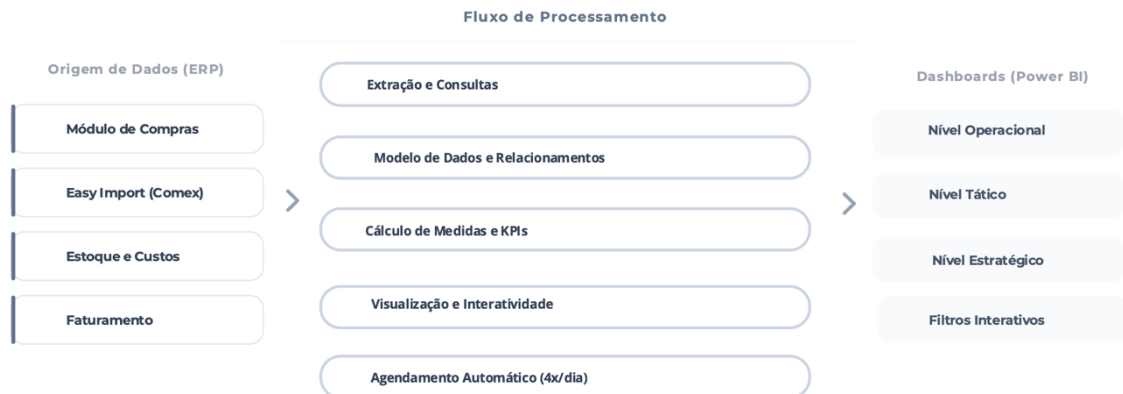 Fluxo de Processamento
Origem de Dados (ERP)
Módulo de Compras
Easy Import (Comex)
Estoque e Custos
Faturamento
Extração e Consultas
Modelo de Dados e Relacionamentos
Cálculo de Medidas e KPIs
Visualização e Interatividade
Agendamento Automático (4x/dia)
Dashboards (Power BI)
Nível Operacional
Nível Tático
Nível Estratégico
Filtros Interativos